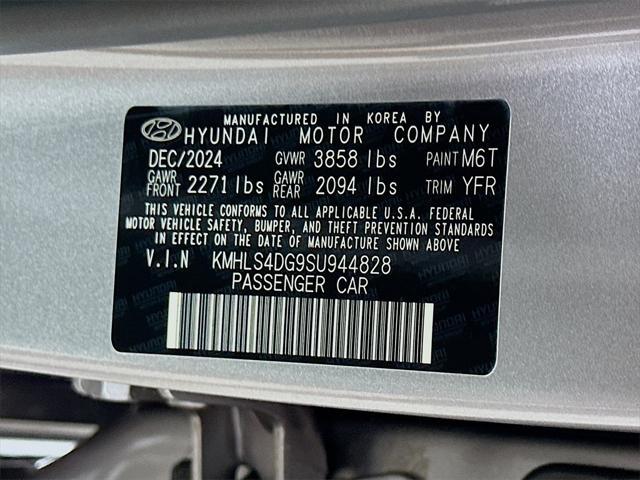 MANUFACTURED IN KOREA BY
HYUNDAI MOTOR COMPANY
DEC/2024 GVWR 3858 lbs PAINT M6T
GAWR FRONT 2271 lbs GAWR REAR 2094 lbs TRIM YFR
THIS VEHICLE CONFORMS TO ALL APPLICABLE U.S.A. FEDERAL
MOTOR VEHICLE SAFETY, BUMPER, AND THEFT PREVENTION STANDARDS
IN EFFECT ON THE DATE OF MANUFACTURE SHOWN ABOVE
V.I.N KMHLS4DG9SU944828
PASSENGER CAR